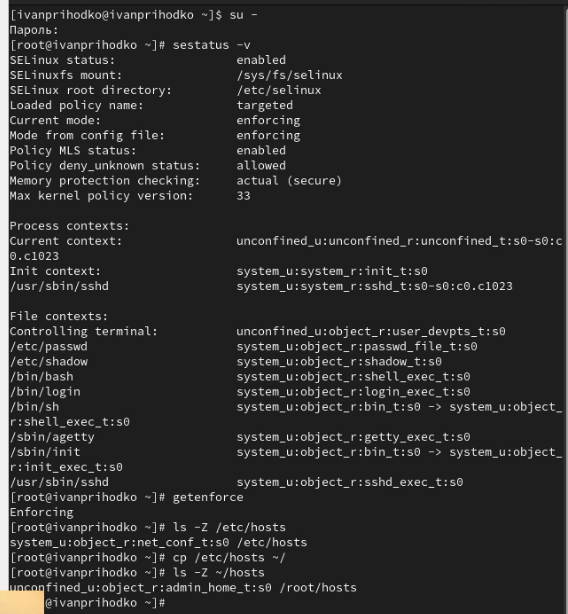 [ivanprihodko@ivanprihodko ~]$ su -
Пароль:
[root@ivanprihodko ~]# sestatus -v
SELinux status:                 enabled
SELinuxfs mount:                /sys/fs/selinux
SELinux root directory:         /etc/selinux
Loaded policy name:             targeted
Current mode:                   enforcing
Mode from config file:          enforcing
Policy MLS status:              enabled
Policy deny_unknown status:     allowed
Memory protection checking:     actual (secure)
Max kernel policy version:      33

Process contexts:
Current context:                unconfined_u:unconfined_r:unconfined_t:s0-s0:c
0.c1023
Init context:                   system_u:system_r:init_t:s0
/usr/sbin/sshd                  system_u:system_r:sshd_t:s0-s0:c0.c1023

File contexts:
Controlling terminal:           unconfined_u:object_r:user_devpts_t:s0
/etc/passwd                     system_u:object_r:passwd_file_t:s0
/etc/shadow                     system_u:object_r:shadow_t:s0
/bin/bash                       system_u:object_r:shell_exec_t:s0
/bin/login                      system_u:object_r:login_exec_t:s0
/bin/sh                         system_u:object_r:bin_t:s0 -> system_u:object_
r:shell_exec_t:s0
/sbin/agetty                    system_u:object_r:getty_exec_t:s0
/sbin/init                      system_u:object_r:bin_t:s0 -> system_u:object_
r:init_exec_t:s0
/usr/sbin/sshd                  system_u:object_r:sshd_exec_t:s0
[root@ivanprihodko ~]# getenforce
Enforcing
[root@ivanprihodko ~]# ls -Z /etc/hosts
system_u:object_r:net_conf_t:s0 /etc/hosts
[root@ivanprihodko ~]# cp /etc/hosts ~/
[root@ivanprihodko ~]# ls -Z ~/hosts
unconfined_u:object_r:admin_home_t:s0 /root/hosts
@ivanprihodko ~]#